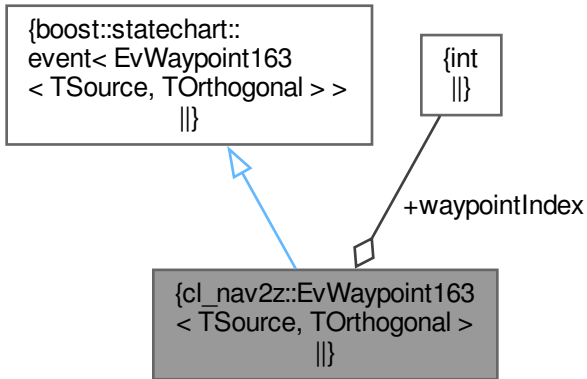 {boost::statechart::
event< EvWaypoint163
< TSource, TOrthogonal > >
||}
{int
||}
+waypointIndex
{cl_nav2z::EvWaypoint163
< TSource, TOrthogonal >
||}